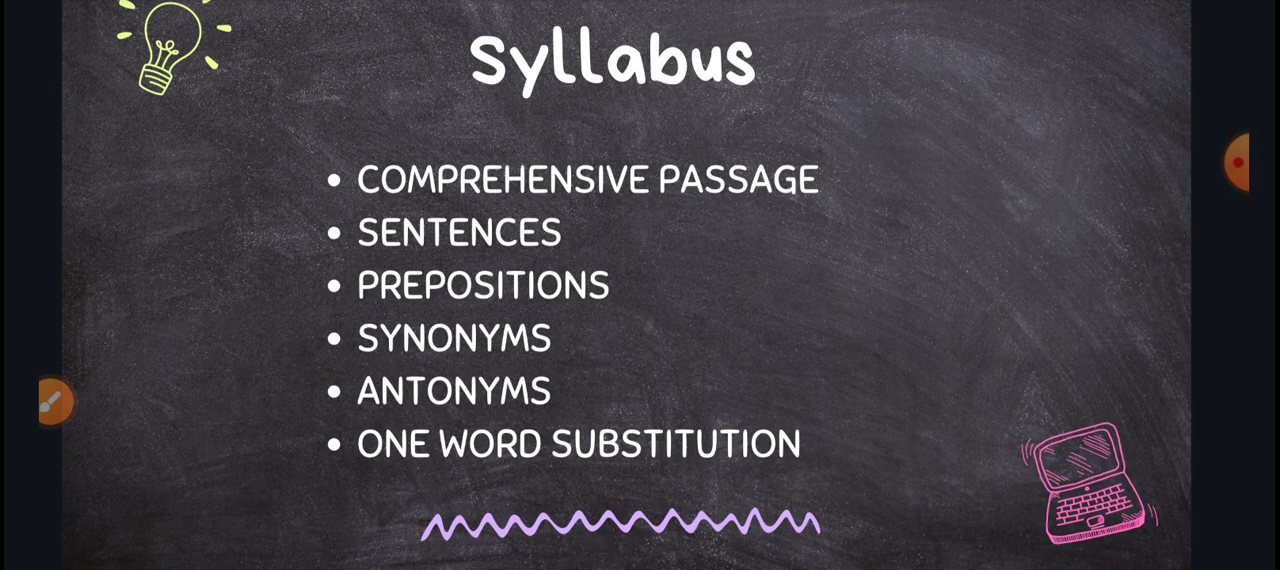 Syllabus
COMPREHENSIVE PASSAGE
SENTENCES
PREPOSITIONS
SYNONYMS
ANTONYMS
ONE WORD SUBSTITUTION